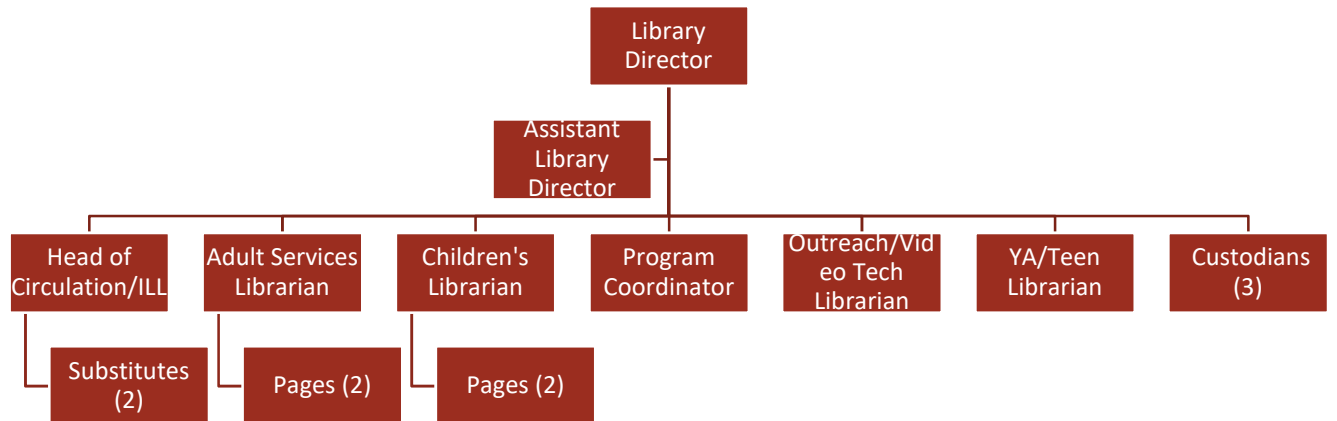 Library
Director
Assistant
Library
Director
Head of
Circulation/ILL
Adult Services
Librarian
Children's
Librarian
Program
Coordinator
Outreach/Vid
eo Tech
Librarian
YA/Teen
Librarian
Custodians
(3)
Substitutes
(2)
Pages (2)
Pages (2)